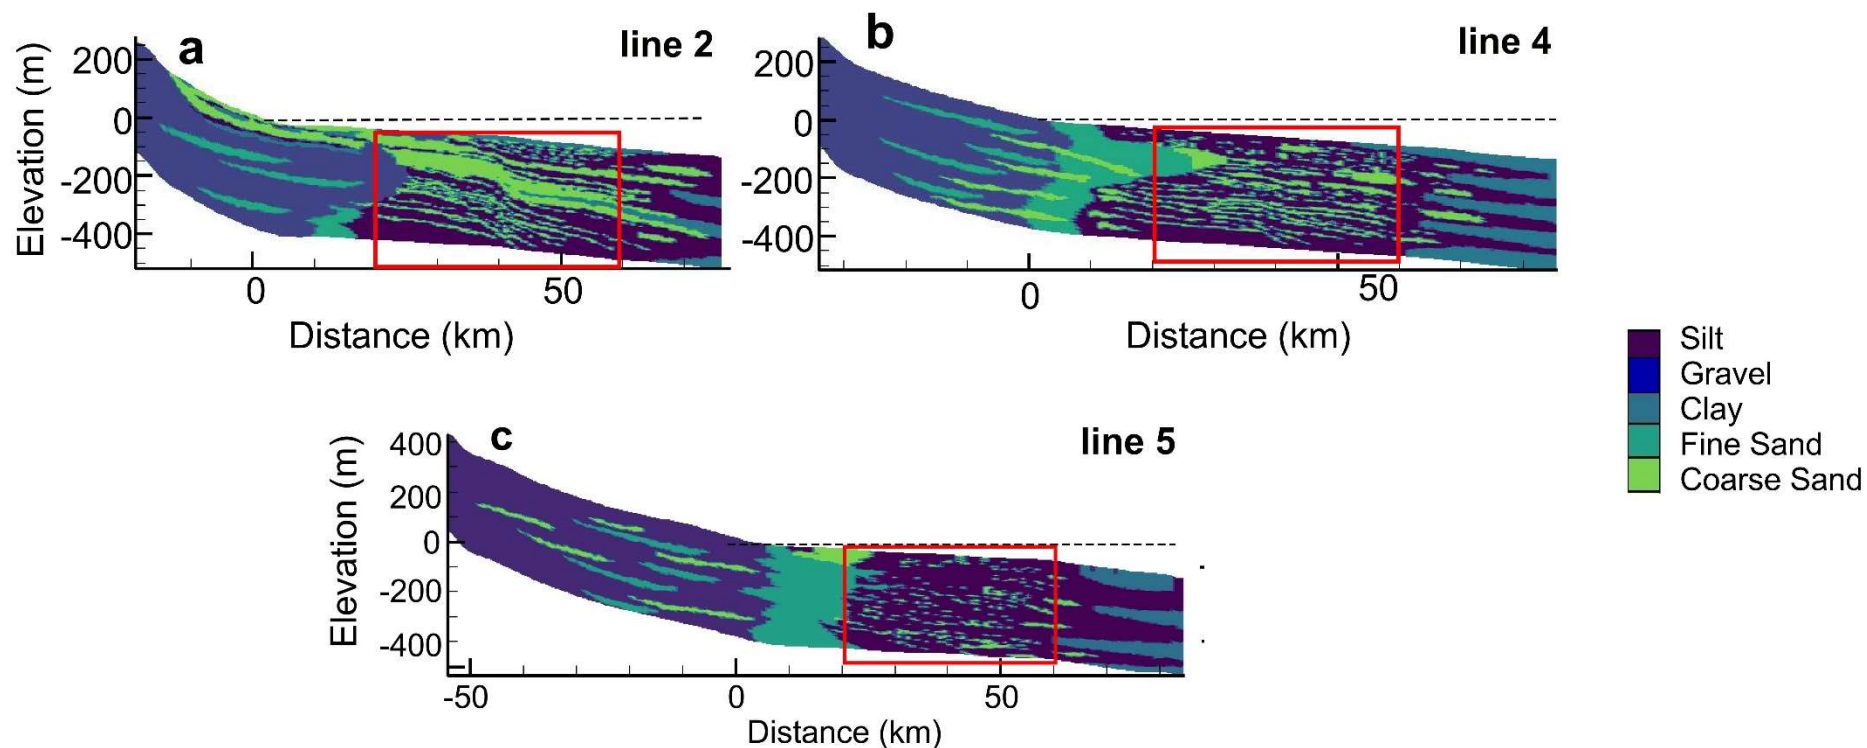 a
line 2
Elevation (m)
200
0
-200
-400
0
50
Distance (km)
b
line 4
200
0
-200
-400
0
50
Distance (km)
Silt
Gravel
Clay
Fine Sand
Coarse Sand
c
line 5
Elevation (m)
400
200
0
-200
-400
-50
0
50
Distance (km)